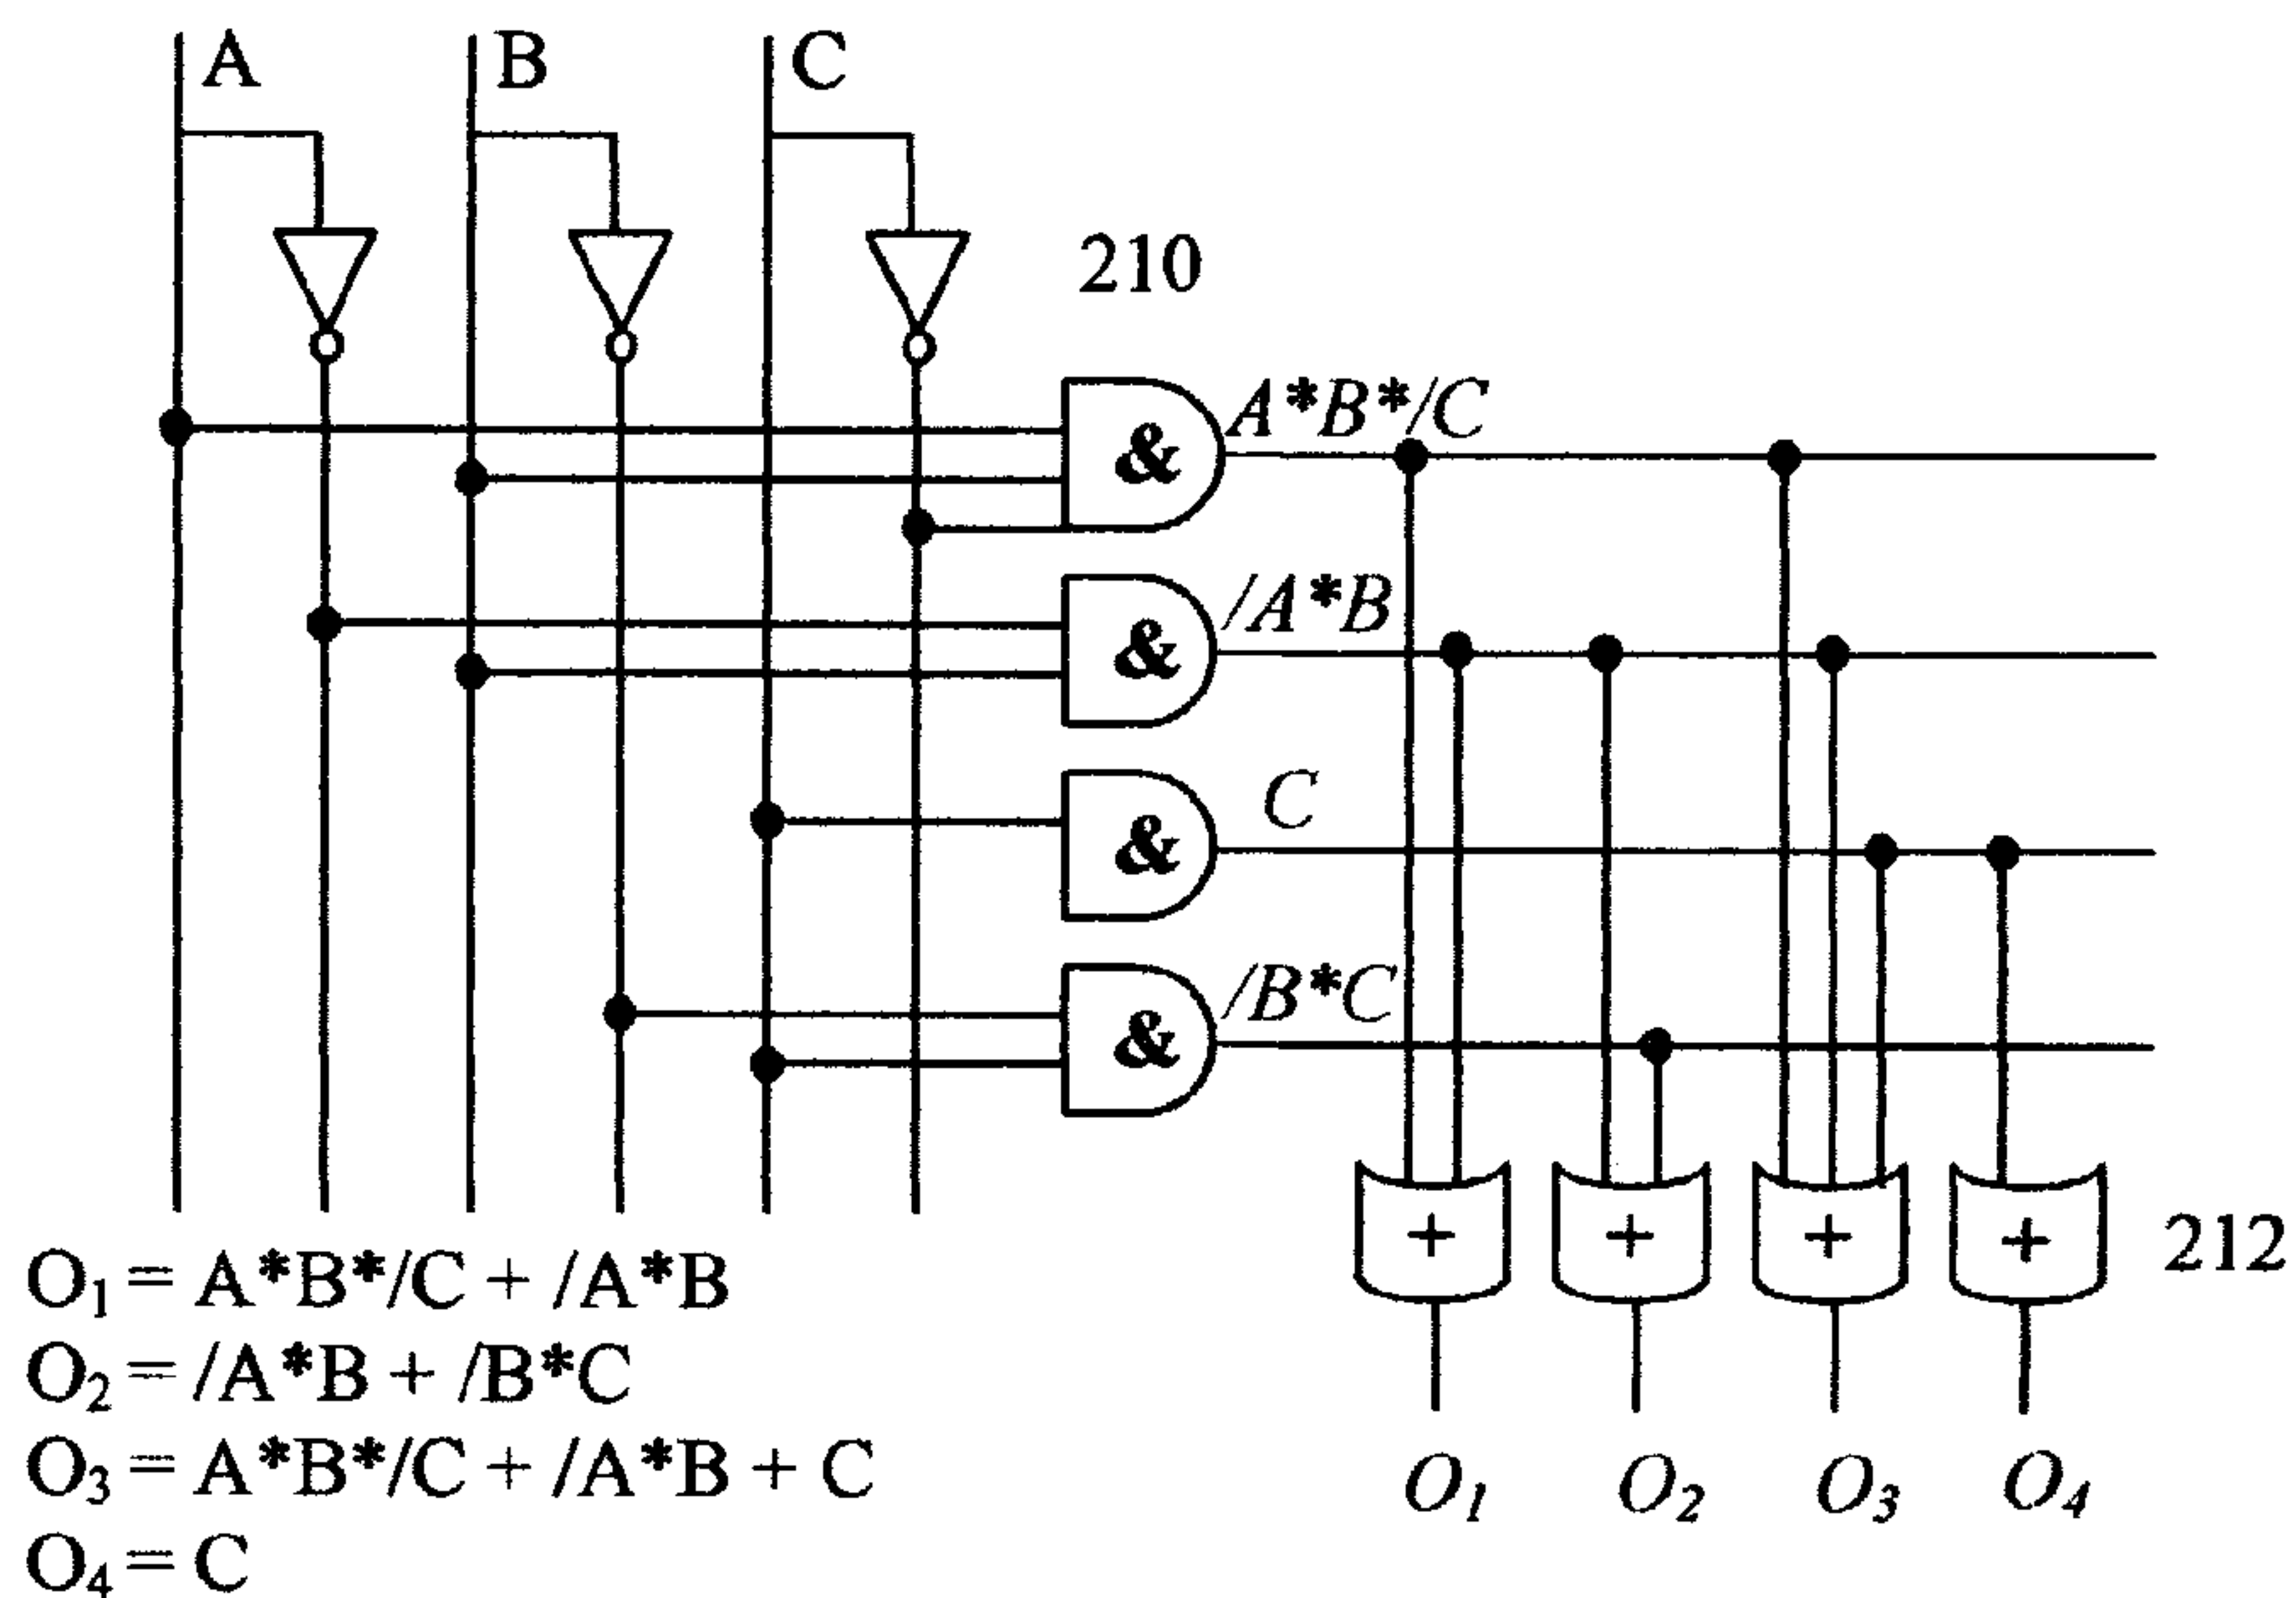 A
B
C
210
A*B*/C
&
/A*B
&
C
&
/B*C
&
+
+
+
+
212
O₁ = A*B*/C + /A*B
O₂ = /A*B + /B*C
O₃ = A*B*/C + /A*B + C
O₄ = C
O₁
O₂
O₃
O₄